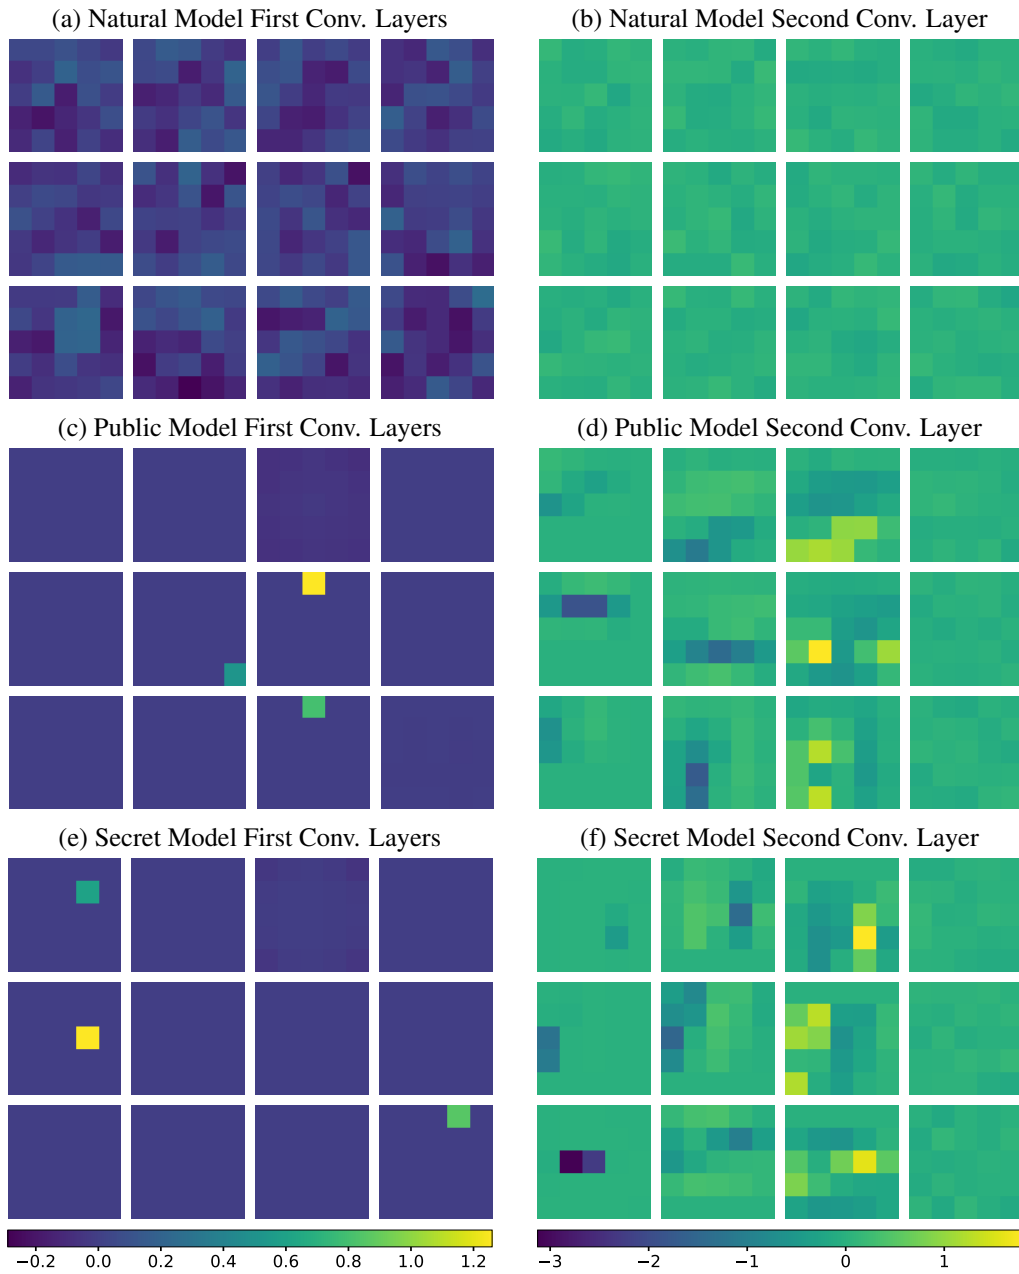 (a) Natural Model First Conv. Layers
(b) Natural Model Second Conv. Layer
(c) Public Model First Conv. Layers
(d) Public Model Second Conv. Layer
(e) Secret Model First Conv. Layers
(f) Secret Model Second Conv. Layer
−0.2 0.0 0.2 0.4 0.6 0.8 1.0 1.2
−3 −2 −1 0 1